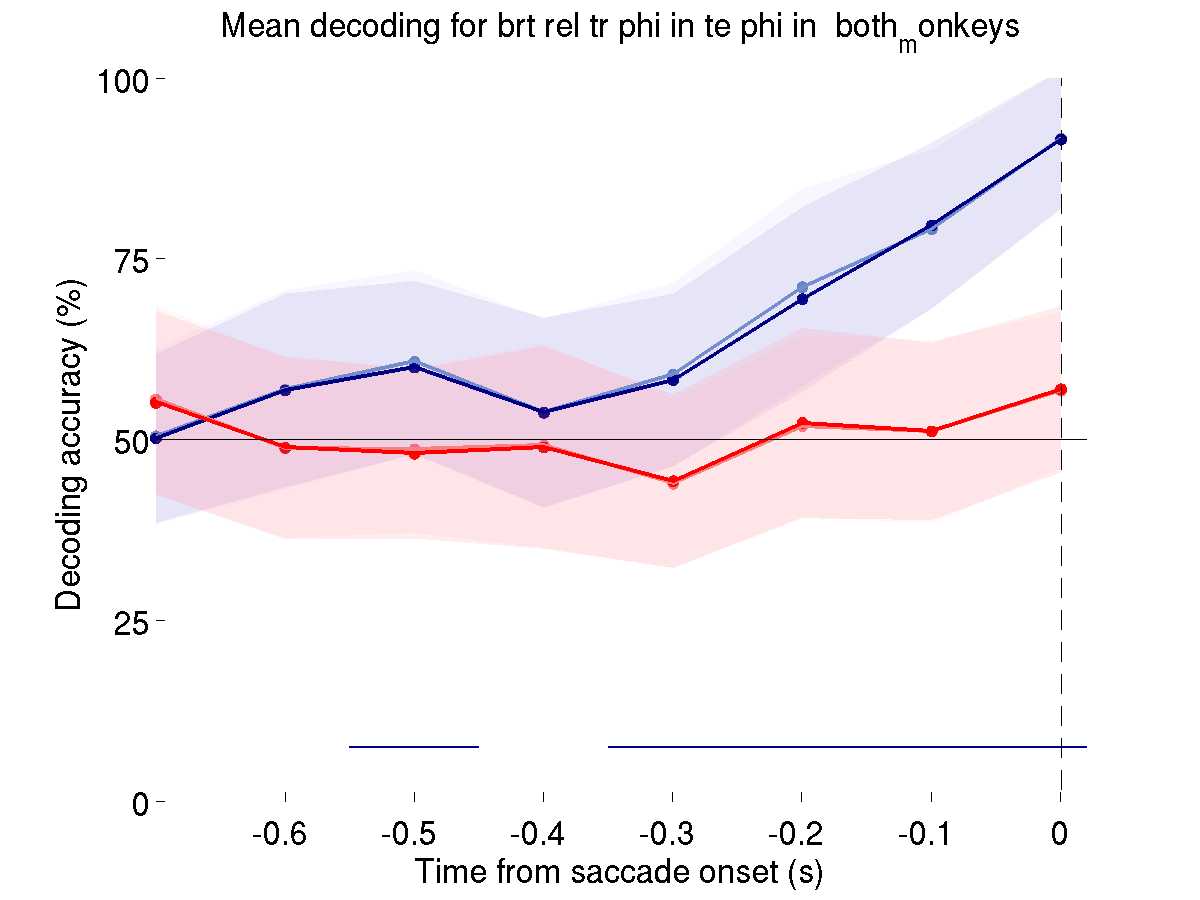 Mean decoding for brt rel tr phi in te phi in both_monkeys
100
75
50
25
0
Decoding accuracy (%)
-0.6 -0.5 -0.4 -0.3 -0.2 -0.1 0
Time from saccade onset (s)